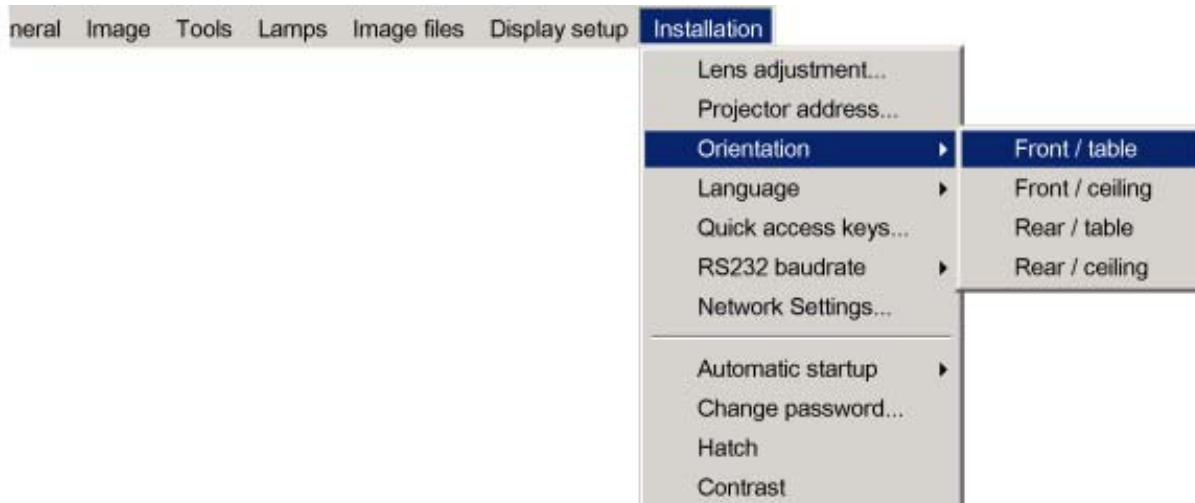 neral Image Tools Lamps Image files Display setup Installation
Lens adjustment...
Projector address...
Orientation
Front / table
Language
Front / ceiling
Quick access keys...
Rear / table
RS232 baudrate
Rear / ceiling
Network Settings...
Automatic startup
Change password...
Hatch
Contrast